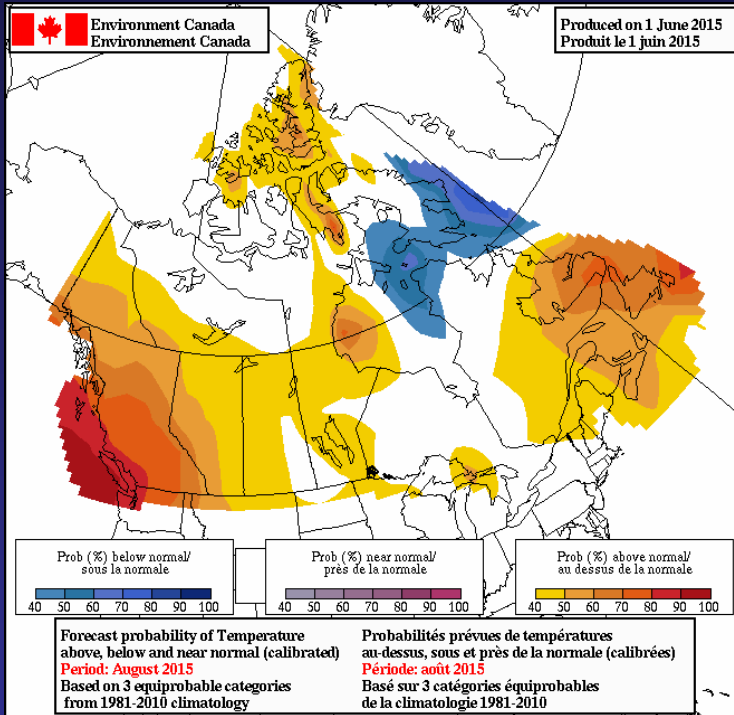 Environment Canada
Environnement Canada
Produced on 1 June 2015
Produit le 1 juin 2015
Prob (%) below normal/
sous la normale
40 50 60 70 80 90 100
Prob (%) near normal/
près de la normale
40 50 60 70 80 90 100
Prob (%) above normal/
au dessus de la normale
40 50 60 70 80 90 100
Forecast probability of Temperature
above, below and near normal (calibrated)
Period: August 2015
Based on 3 equiprobable categories
from 1981-2010 climatology
Probabilités prévues de températures
au-dessus, sous et près de la normale (calibrées)
Période: août 2015
Basé sur 3 catégories équiprobables
de la climatologie 1981-2010